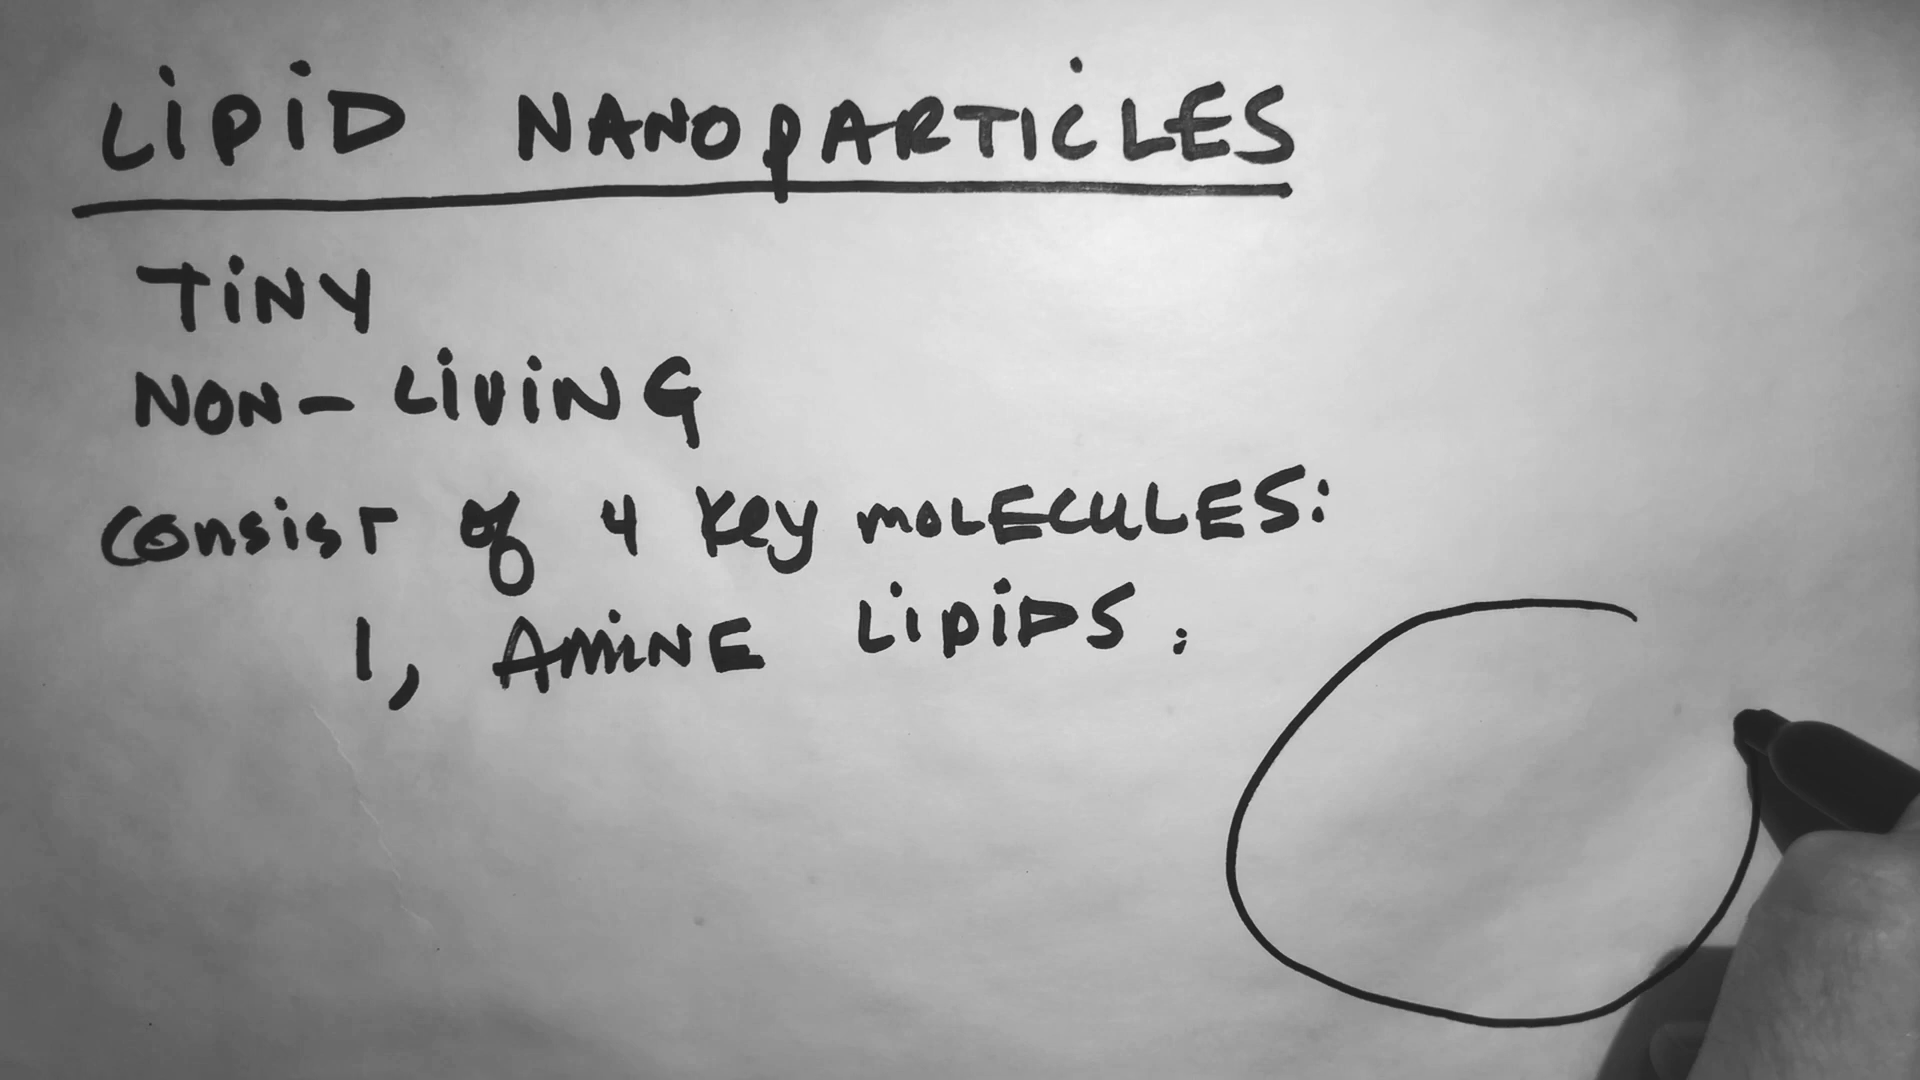 LiPiD NANOPARTiCLES
TiNY
NON-LiViNG
Consist of 4 Key MOLECULES:
1, AMiNE LiPiDS: